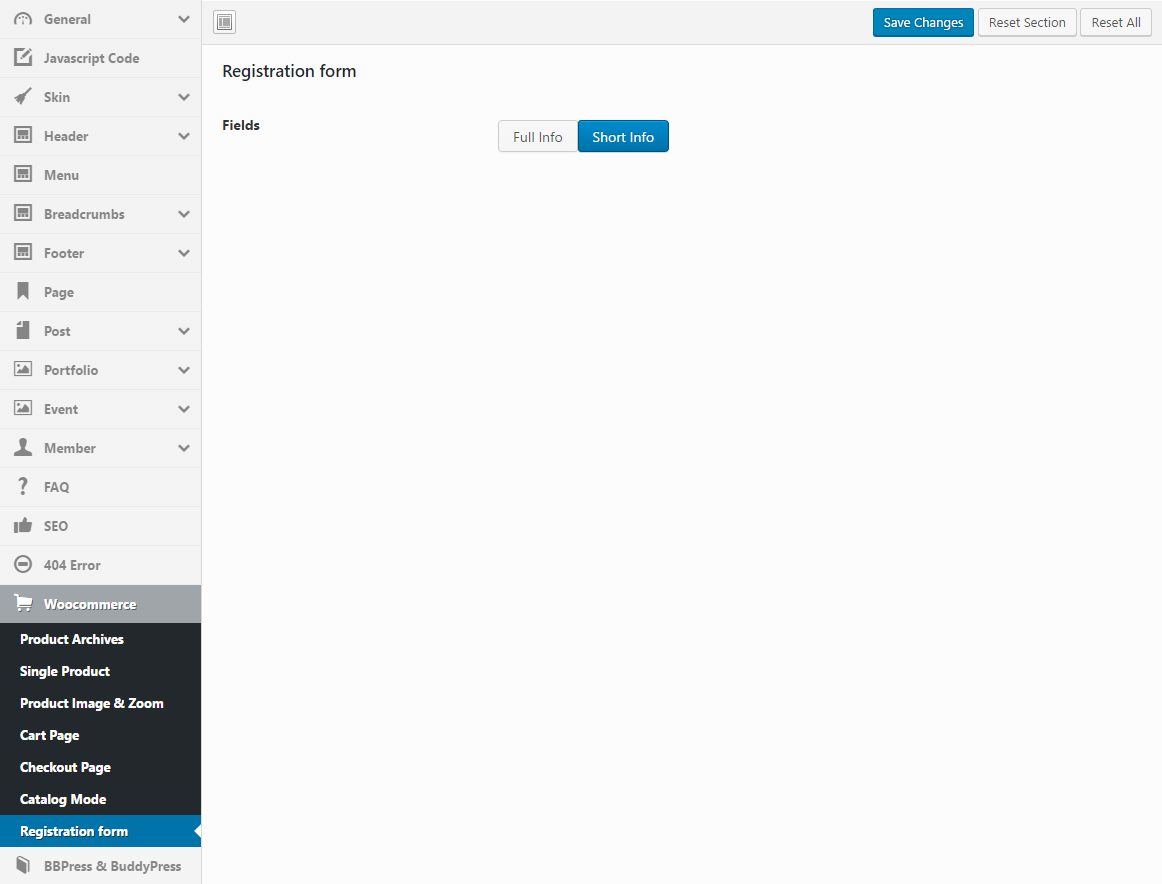 General
Javascript Code
Skin
Header
Menu
Breadcrumbs
Footer
Page
Post
Portfolio
Event
Member
FAQ
SEO
404 Error
Woocommerce
Product Archives
Single Product
Product Image & Zoom
Cart Page
Checkout Page
Catalog Mode
Registration form
BBPress & BuddyPress
Save Changes Reset Section Reset All
Registration form
Fields Full Info Short Info